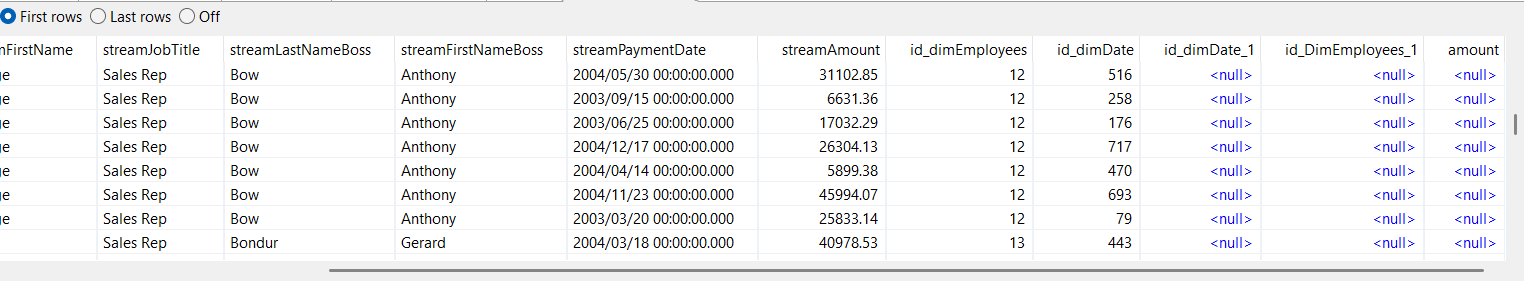 First rows Last rows Off
mFirstName streamJobTitle streamLastNameBoss streamFirstNameBoss streamPaymentDate streamAmount id_dimEmployees id_dimDate id_dimDate_1 id_DimEmployees_1 amount
ge Sales Rep Bow Anthony 2004/05/30 00:00:00.000 31102.85 12 516 <null> <null> <null>
ge Sales Rep Bow Anthony 2003/09/15 00:00:00.000 6631.36 12 258 <null> <null> <null>
ge Sales Rep Bow Anthony 2003/06/25 00:00:00.000 17032.29 12 176 <null> <null> <null>
ge Sales Rep Bow Anthony 2004/12/17 00:00:00.000 26304.13 12 717 <null> <null> <null>
ge Sales Rep Bow Anthony 2004/04/14 00:00:00.000 5899.38 12 470 <null> <null> <null>
ge Sales Rep Bow Anthony 2004/11/23 00:00:00.000 45994.07 12 693 <null> <null> <null>
ge Sales Rep Bow Anthony 2003/03/20 00:00:00.000 25833.14 12 79 <null> <null> <null>
Sales Rep Bondur Gerard 2004/03/18 00:00:00.000 40978.53 13 443 <null> <null> <null>